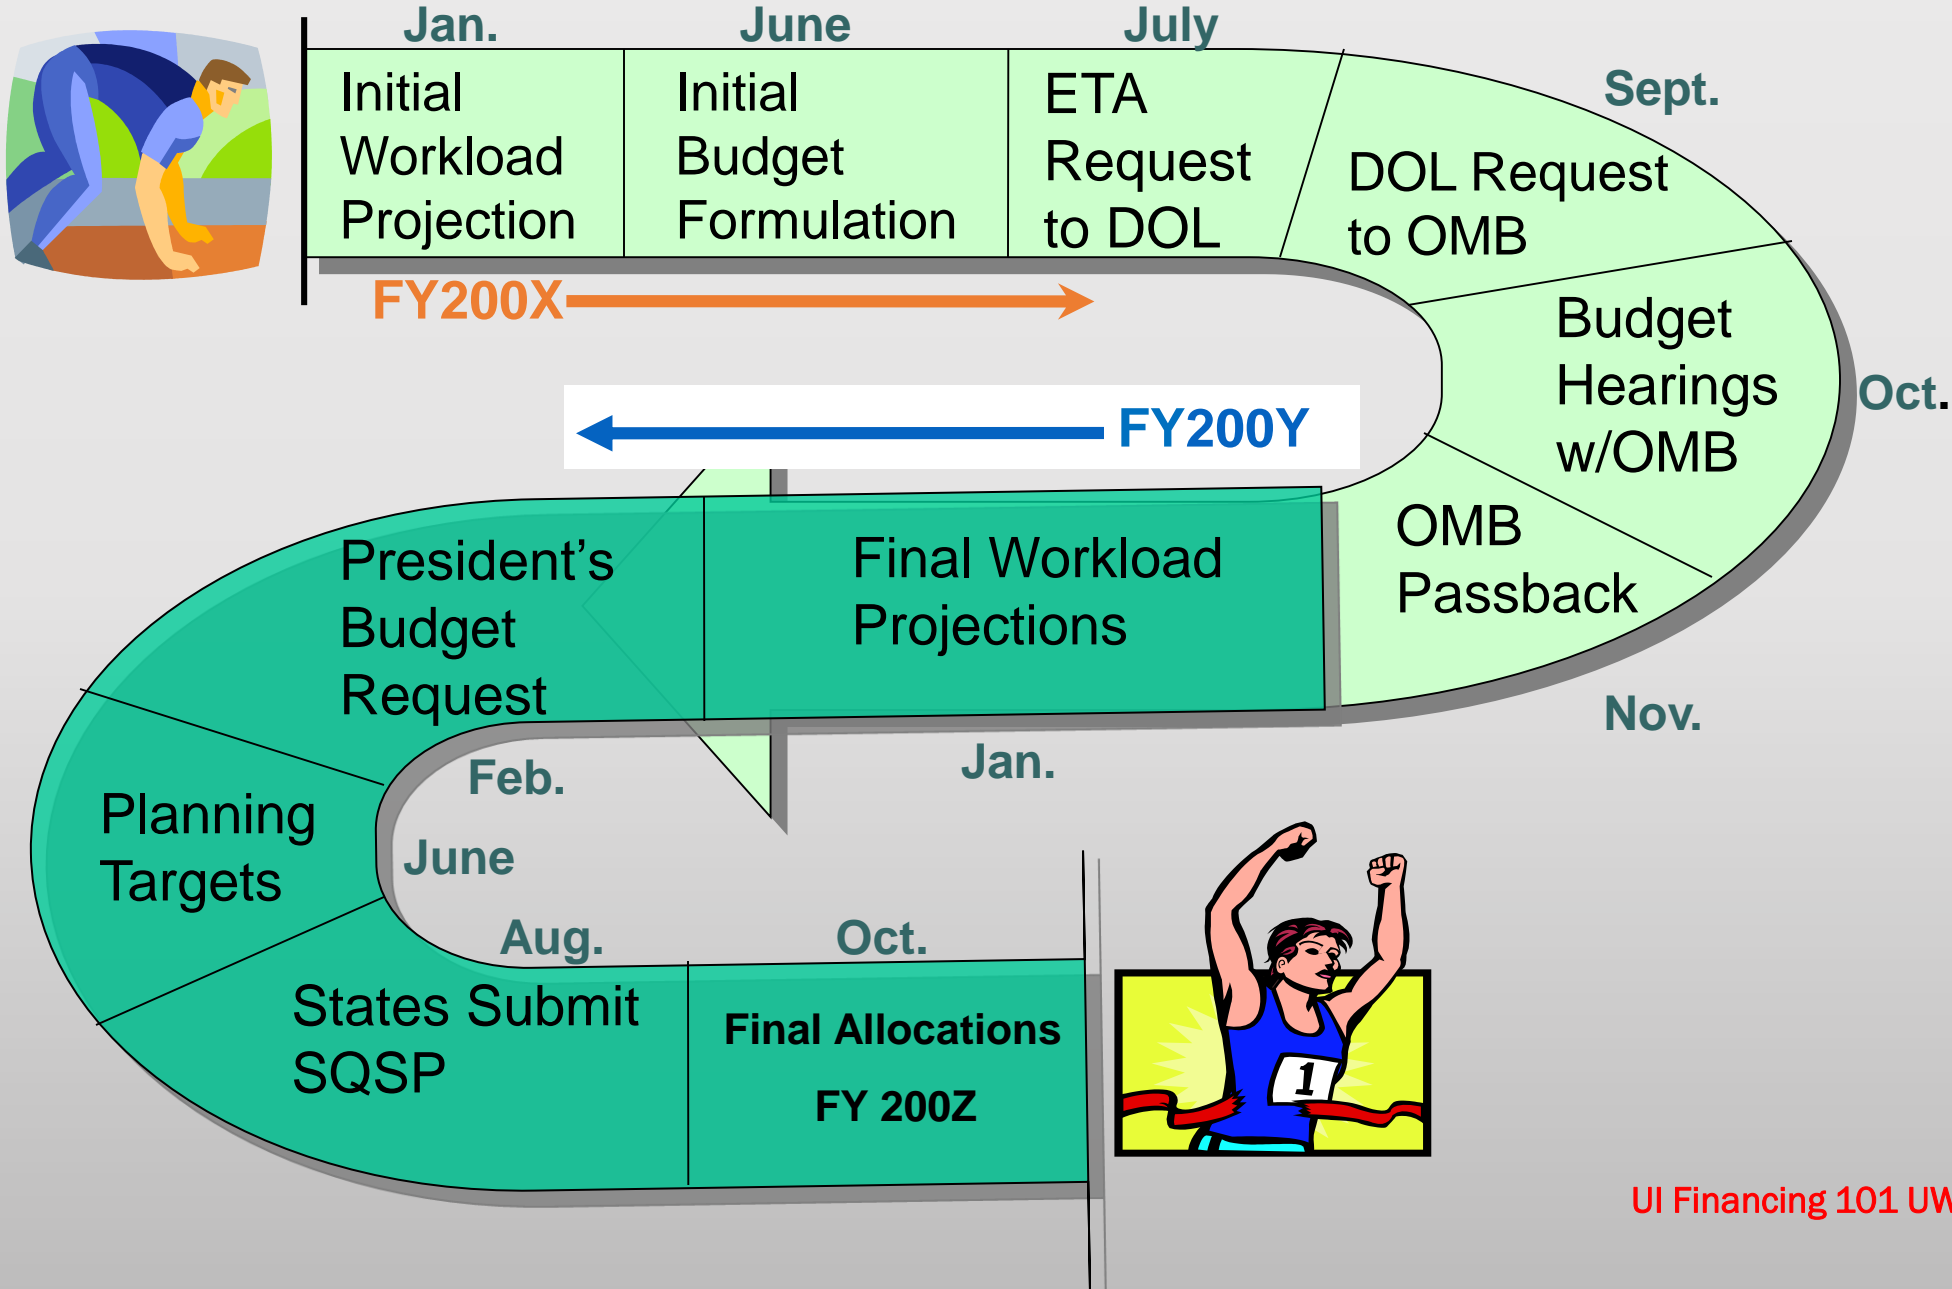 Jan.
June
July
Sept.
Initial
Workload
Projection
Initial
Budget
Formulation
ETA
Request
to DOL
DOL Request
to OMB
FY200X
Budget
Hearings
w/OMB
Oct.
FY200Y
OMB
Passback
Nov.
Final Workload
Projections
Jan.
President’s
Budget
Request
Feb.
Planning
Targets
June
Aug.
States Submit
SQSP
Oct.
Final Allocations
FY 200Z
1
UI Financing 101 UW